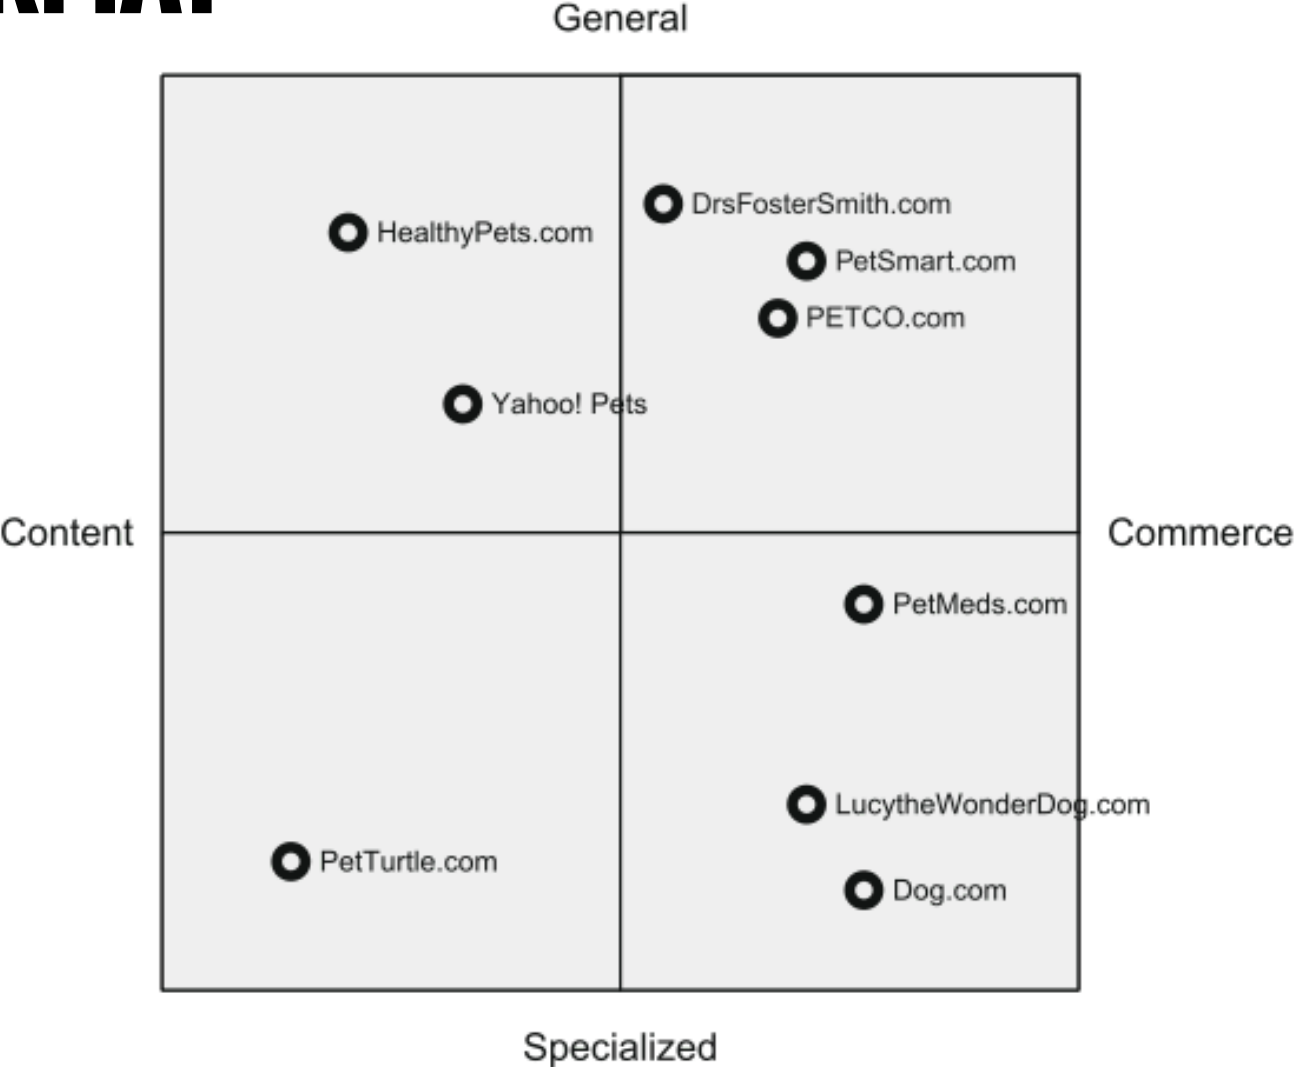 General
DrsFosterSmith.com
HealthyPets.com
PetSmart.com
PETCO.com
Yahoo! Pets
Content
Commerce
PetMeds.com
LucytheWonderDog.com
PetTurtle.com
Dog.com
Specialized